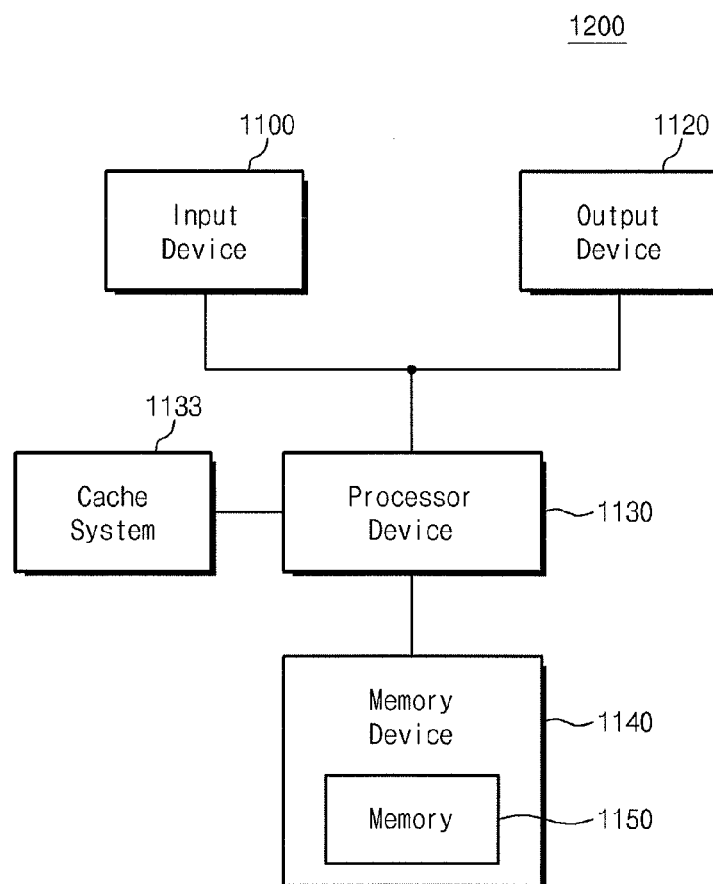 1200
1100
1120
Input
Device
Output
Device
1133
Cache
System
Processor
Device
1130
Memory
Device
1140
Memory
1150